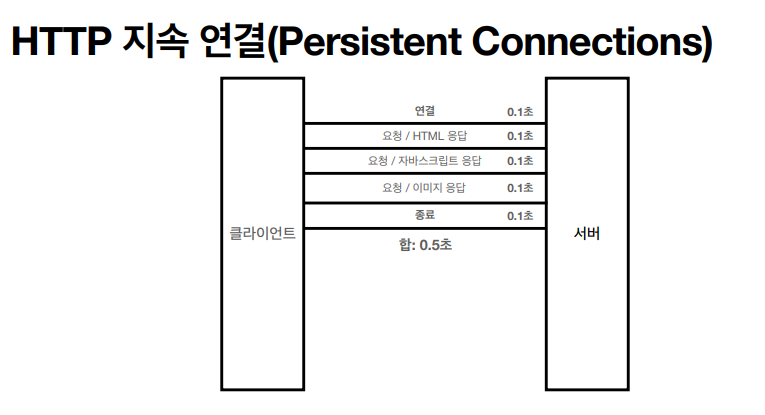 HTTP 지속 연결(Persistent Connections)
연결 0.1초
요청 / HTML 응답 0.1초
요청 / 자바스크립트 응답 0.1초
요청 / 이미지 응답 0.1초
종료 0.1초
클라이언트
서버
합: 0.5초